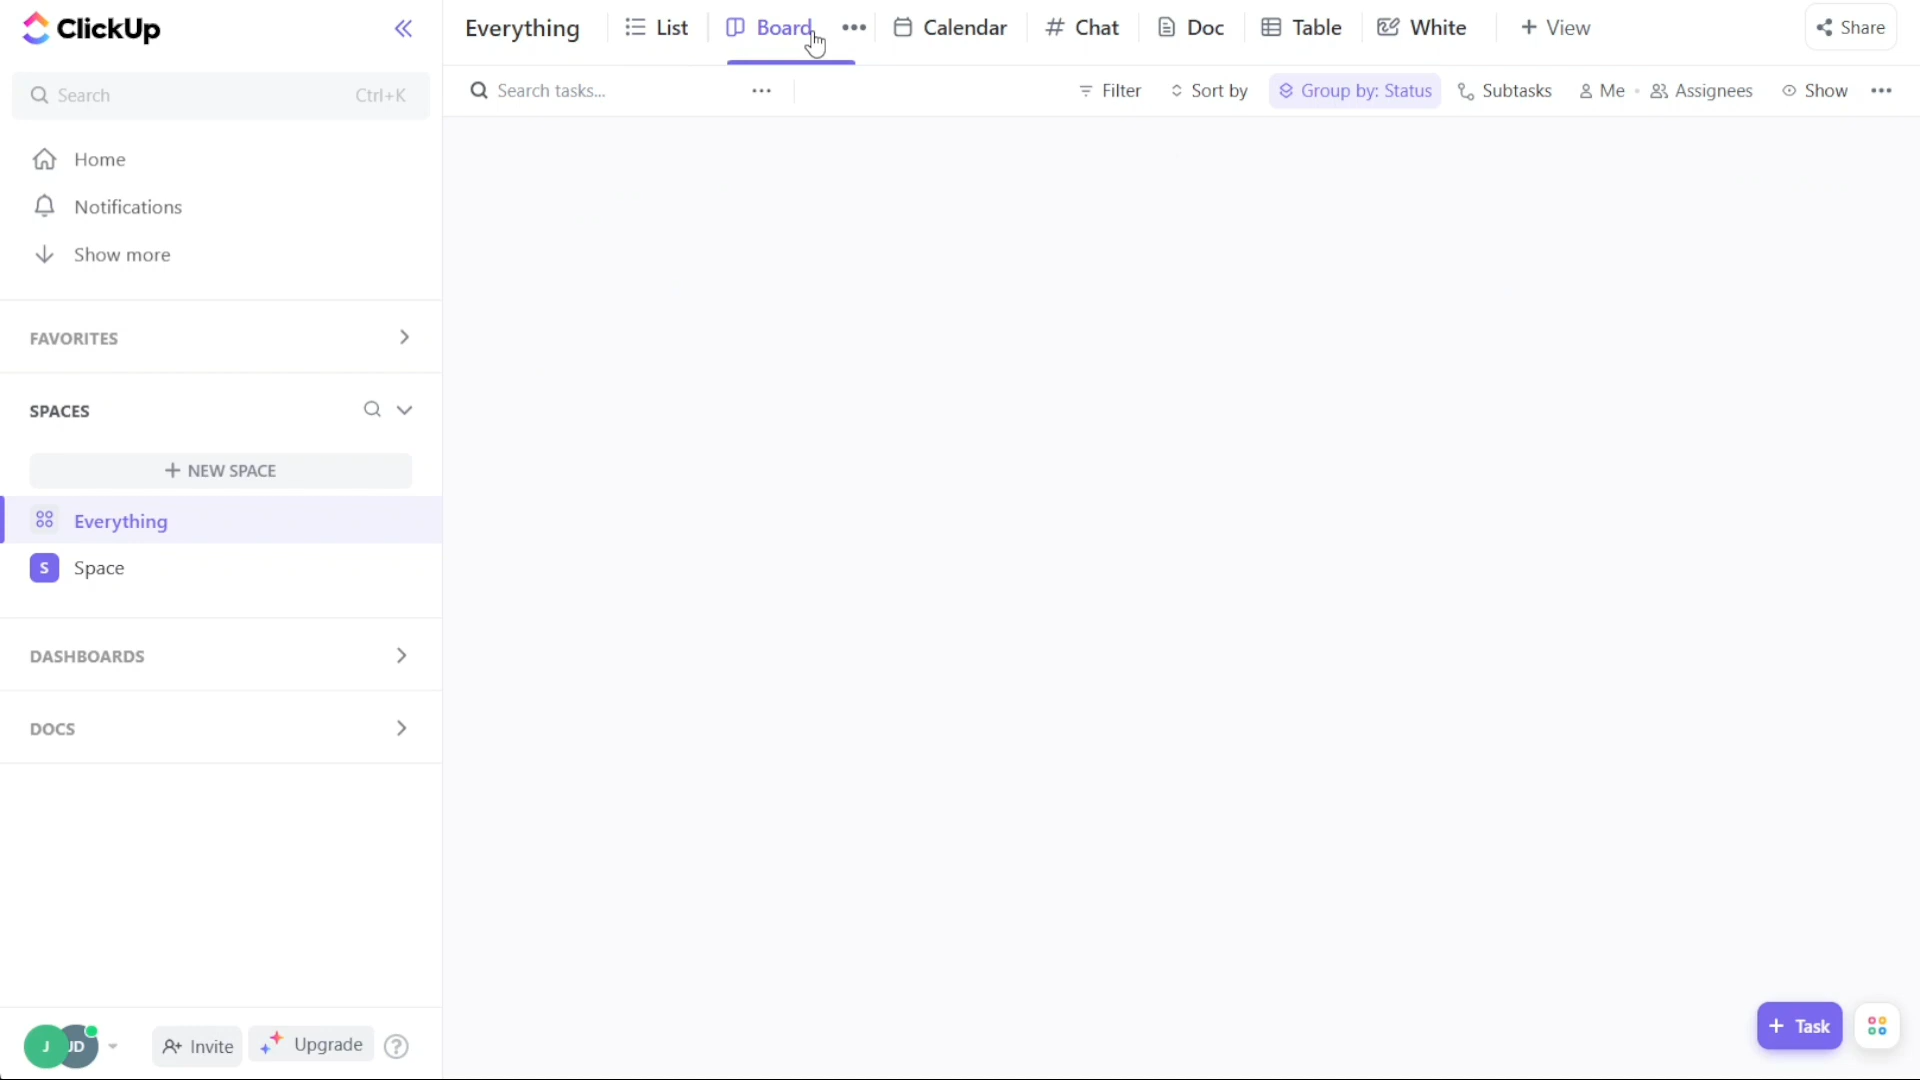 ClickUp
Everything List Board Calendar # Chat Doc Table White + View Share
Search Ctrl+K
Search tasks... Filter Sort by Group by: Status Subtasks Me Assignees Show
Home
Notifications
Show more
FAVORITES
SPACES
+ NEW SPACE
Everything
S Space
DASHBOARDS
DOCS
J JD Invite Upgrade ?
+ Task